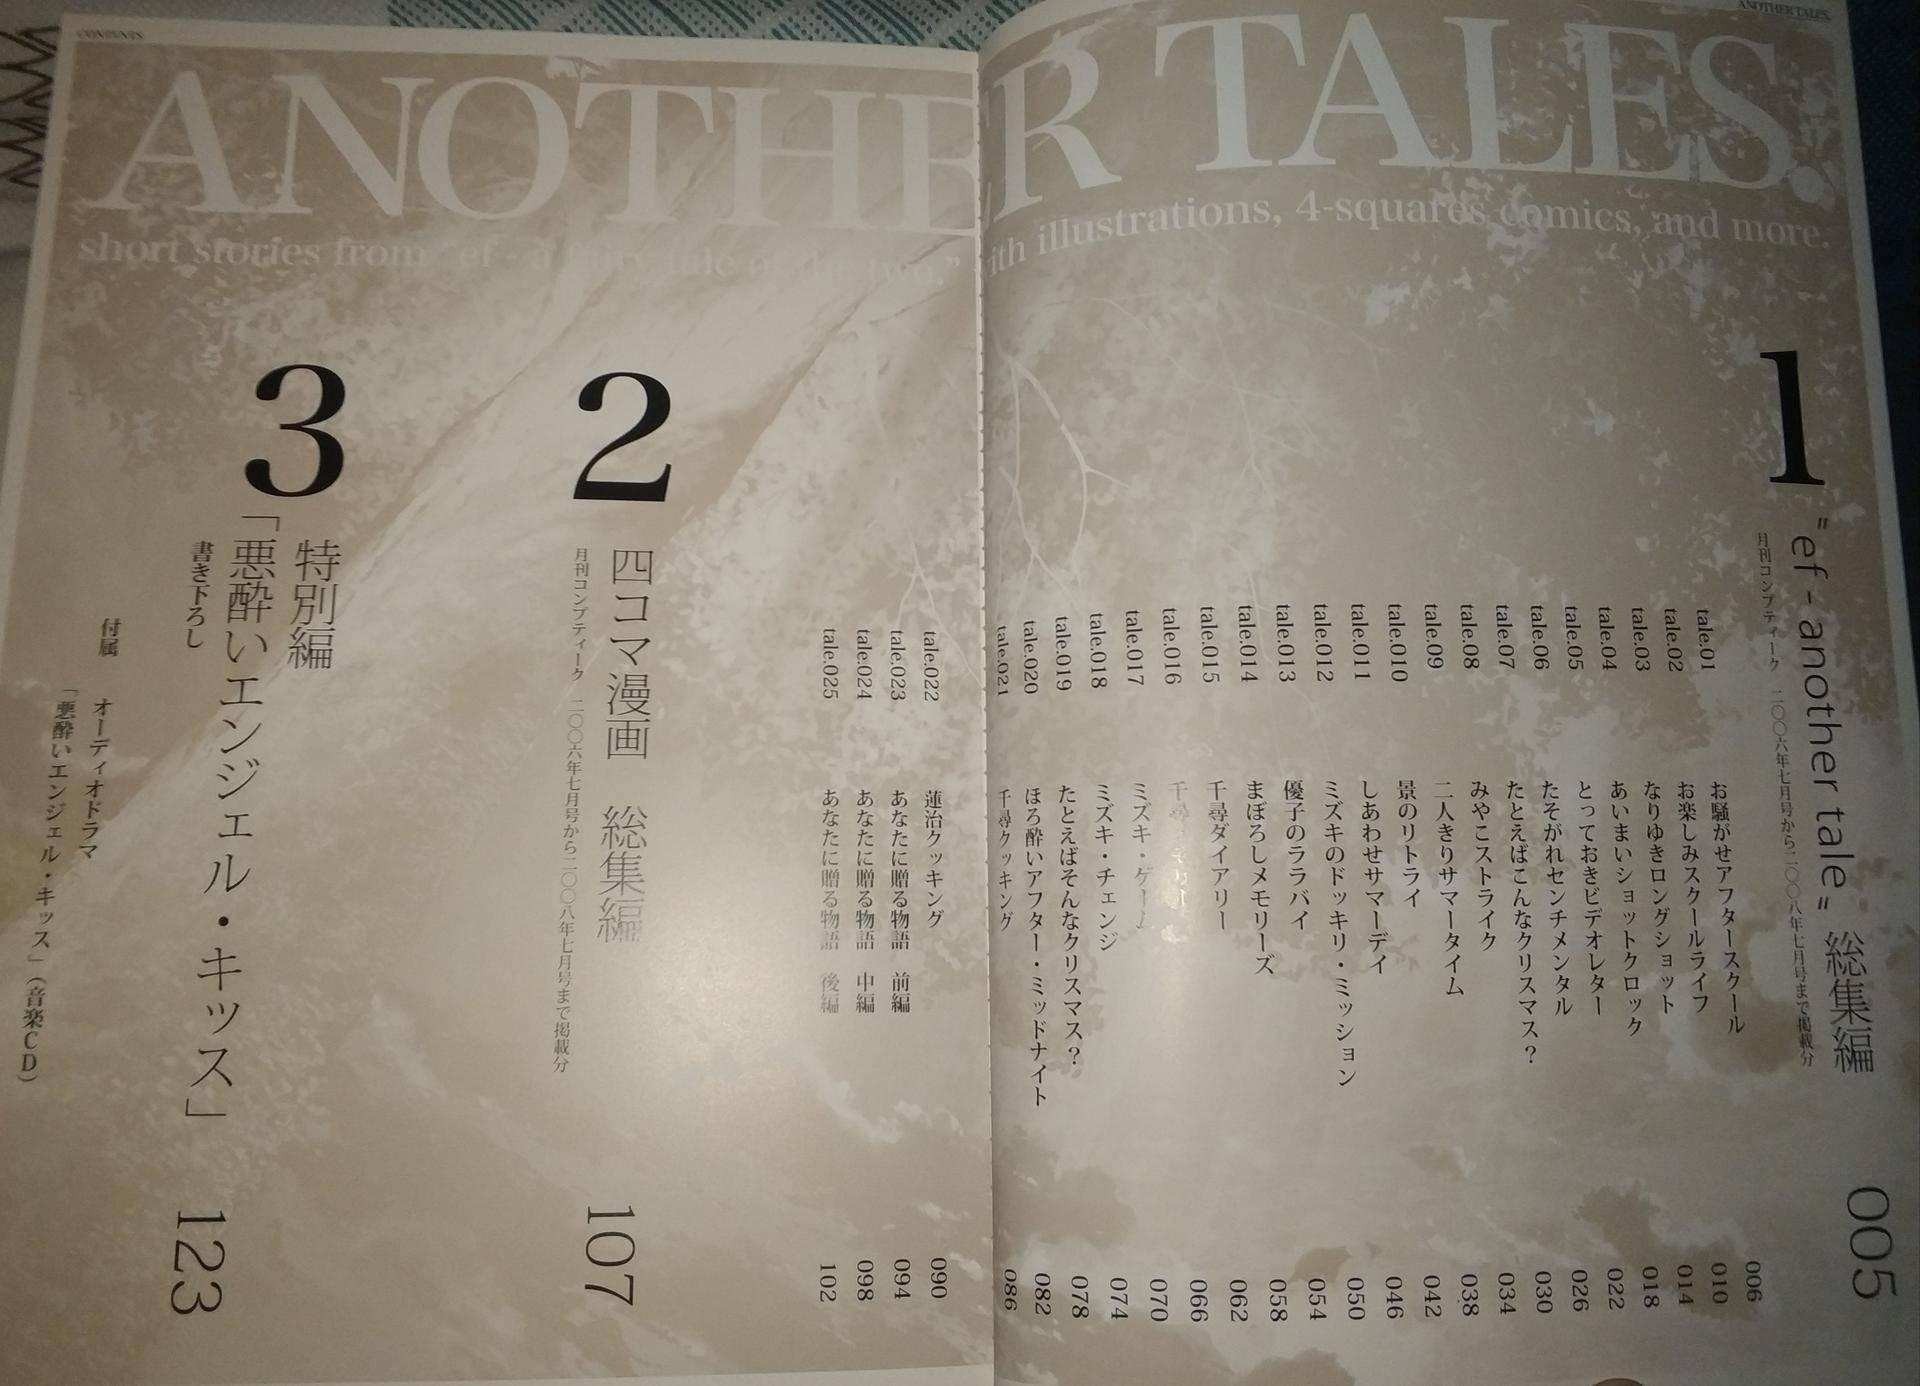 CONTENTS
ANOTHER TALES.
ANOTHER TALES.
short stories from "ef - a fairy tale of the two." with illustrations, 4-squares comics, and more.
1
"ef - another tale" 総集編
005
月刊コンプティーク 二〇〇六年七月号から二〇〇八年七月号まで掲載分
tale.01 お騒がせアフタースクール 006
tale.02 お楽しみスクールライフ 010
tale.03 なりゆきロングショット 014
tale.04 あいまいショットクロック 018
tale.05 とっておきビデオレター 022
tale.06 たそがれセンチメンタル 026
tale.07 たとえばこんなクリスマス？ 030
tale.08 みやこストライク 034
tale.09 二人きりサマータイム 038
tale.010 景のリトライ 042
tale.011 しあわせサマーデイ 046
tale.012 ミズキのドッキリ・ミッション 050
tale.013 優子のララバイ 054
tale.014 まぼろしメモリーズ 058
tale.015 千尋ダイアリー 062
tale.016 千尋 066
tale.017 ミズキ・ゲーム 070
tale.018 ミズキ・チェンジ 074
tale.019 たとえばそんなクリスマス？ 078
tale.020 ほろ酔いアフター・ミッドナイト 082
tale.021 千尋クッキング 086
tale.022 蓮治クッキング 090
tale.023 あなたに贈る物語 前編 094
tale.024 あなたに贈る物語 中編 098
tale.025 あなたに贈る物語 後編 102
2
四コマ漫画 総集編
107
月刊コンプティーク 二〇〇六年七月号から二〇〇八年七月号まで掲載分
3
特別編
「悪酔いエンジェル・キッス」
123
書き下ろし
付属 オーディオドラマ
「悪酔いエンジェル・キッス」（音楽CD）